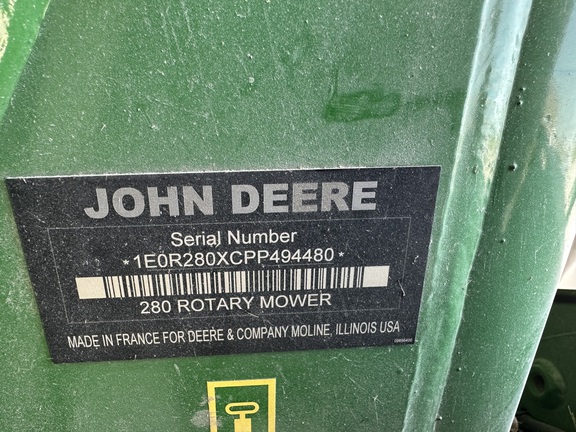 JOHN DEERE
Serial Number
*1E0R280XCPP494480*
280 ROTARY MOWER
MADE IN FRANCE FOR DEERE & COMPANY MOLINE, ILLINOIS USA